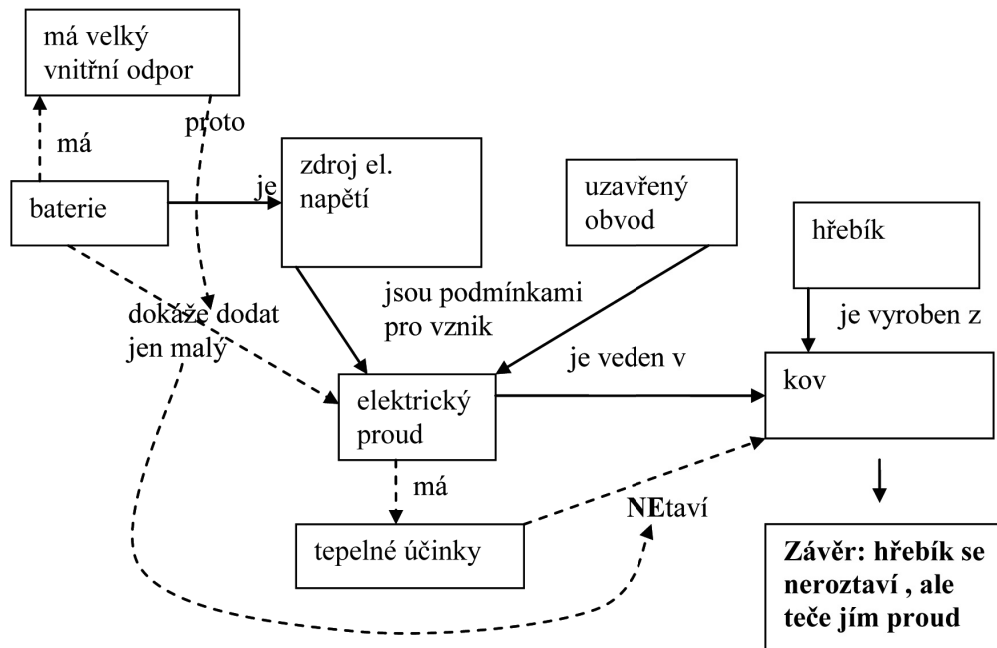 má velký
vnitřní odpor
proto
má
zdroj el.
napětí
je
baterie
uzavřený
obvod
hřebík
jsou podmínkami
pro vznik
dokáže dodat
jen malý
je vyroben z
je veden v
elektrický
proud
kov
má
NEtaví
tepelné účinky
Závěr: hřebík se
neroztaví , ale
teče jím proud